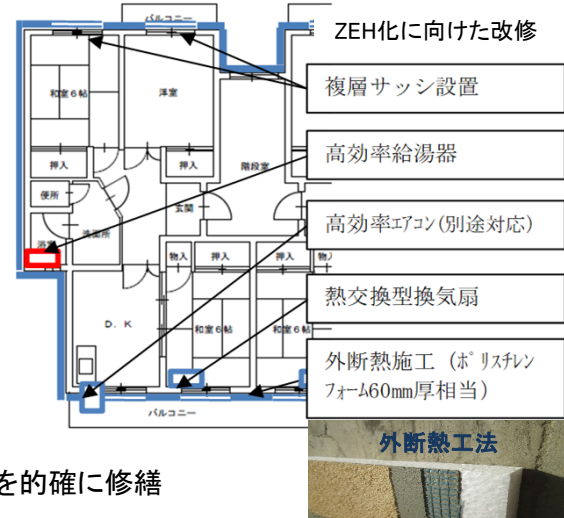 バルコニー
ZEH化に向けた改修
複層サッシ設置
和室6帖
洋室
高効率給湯器
押入
押入
階段室
便所
玄関
高効率エアコン(別途対応)
浴室
洗面所
物入
押入
押入
物入
熱交換型換気扇
D.K
和室6帖
和室6帖
外断熱施工 (ポリスチレン
フォーム60mm厚相当)
バルコニー
外断熱工法
を的確に修繕